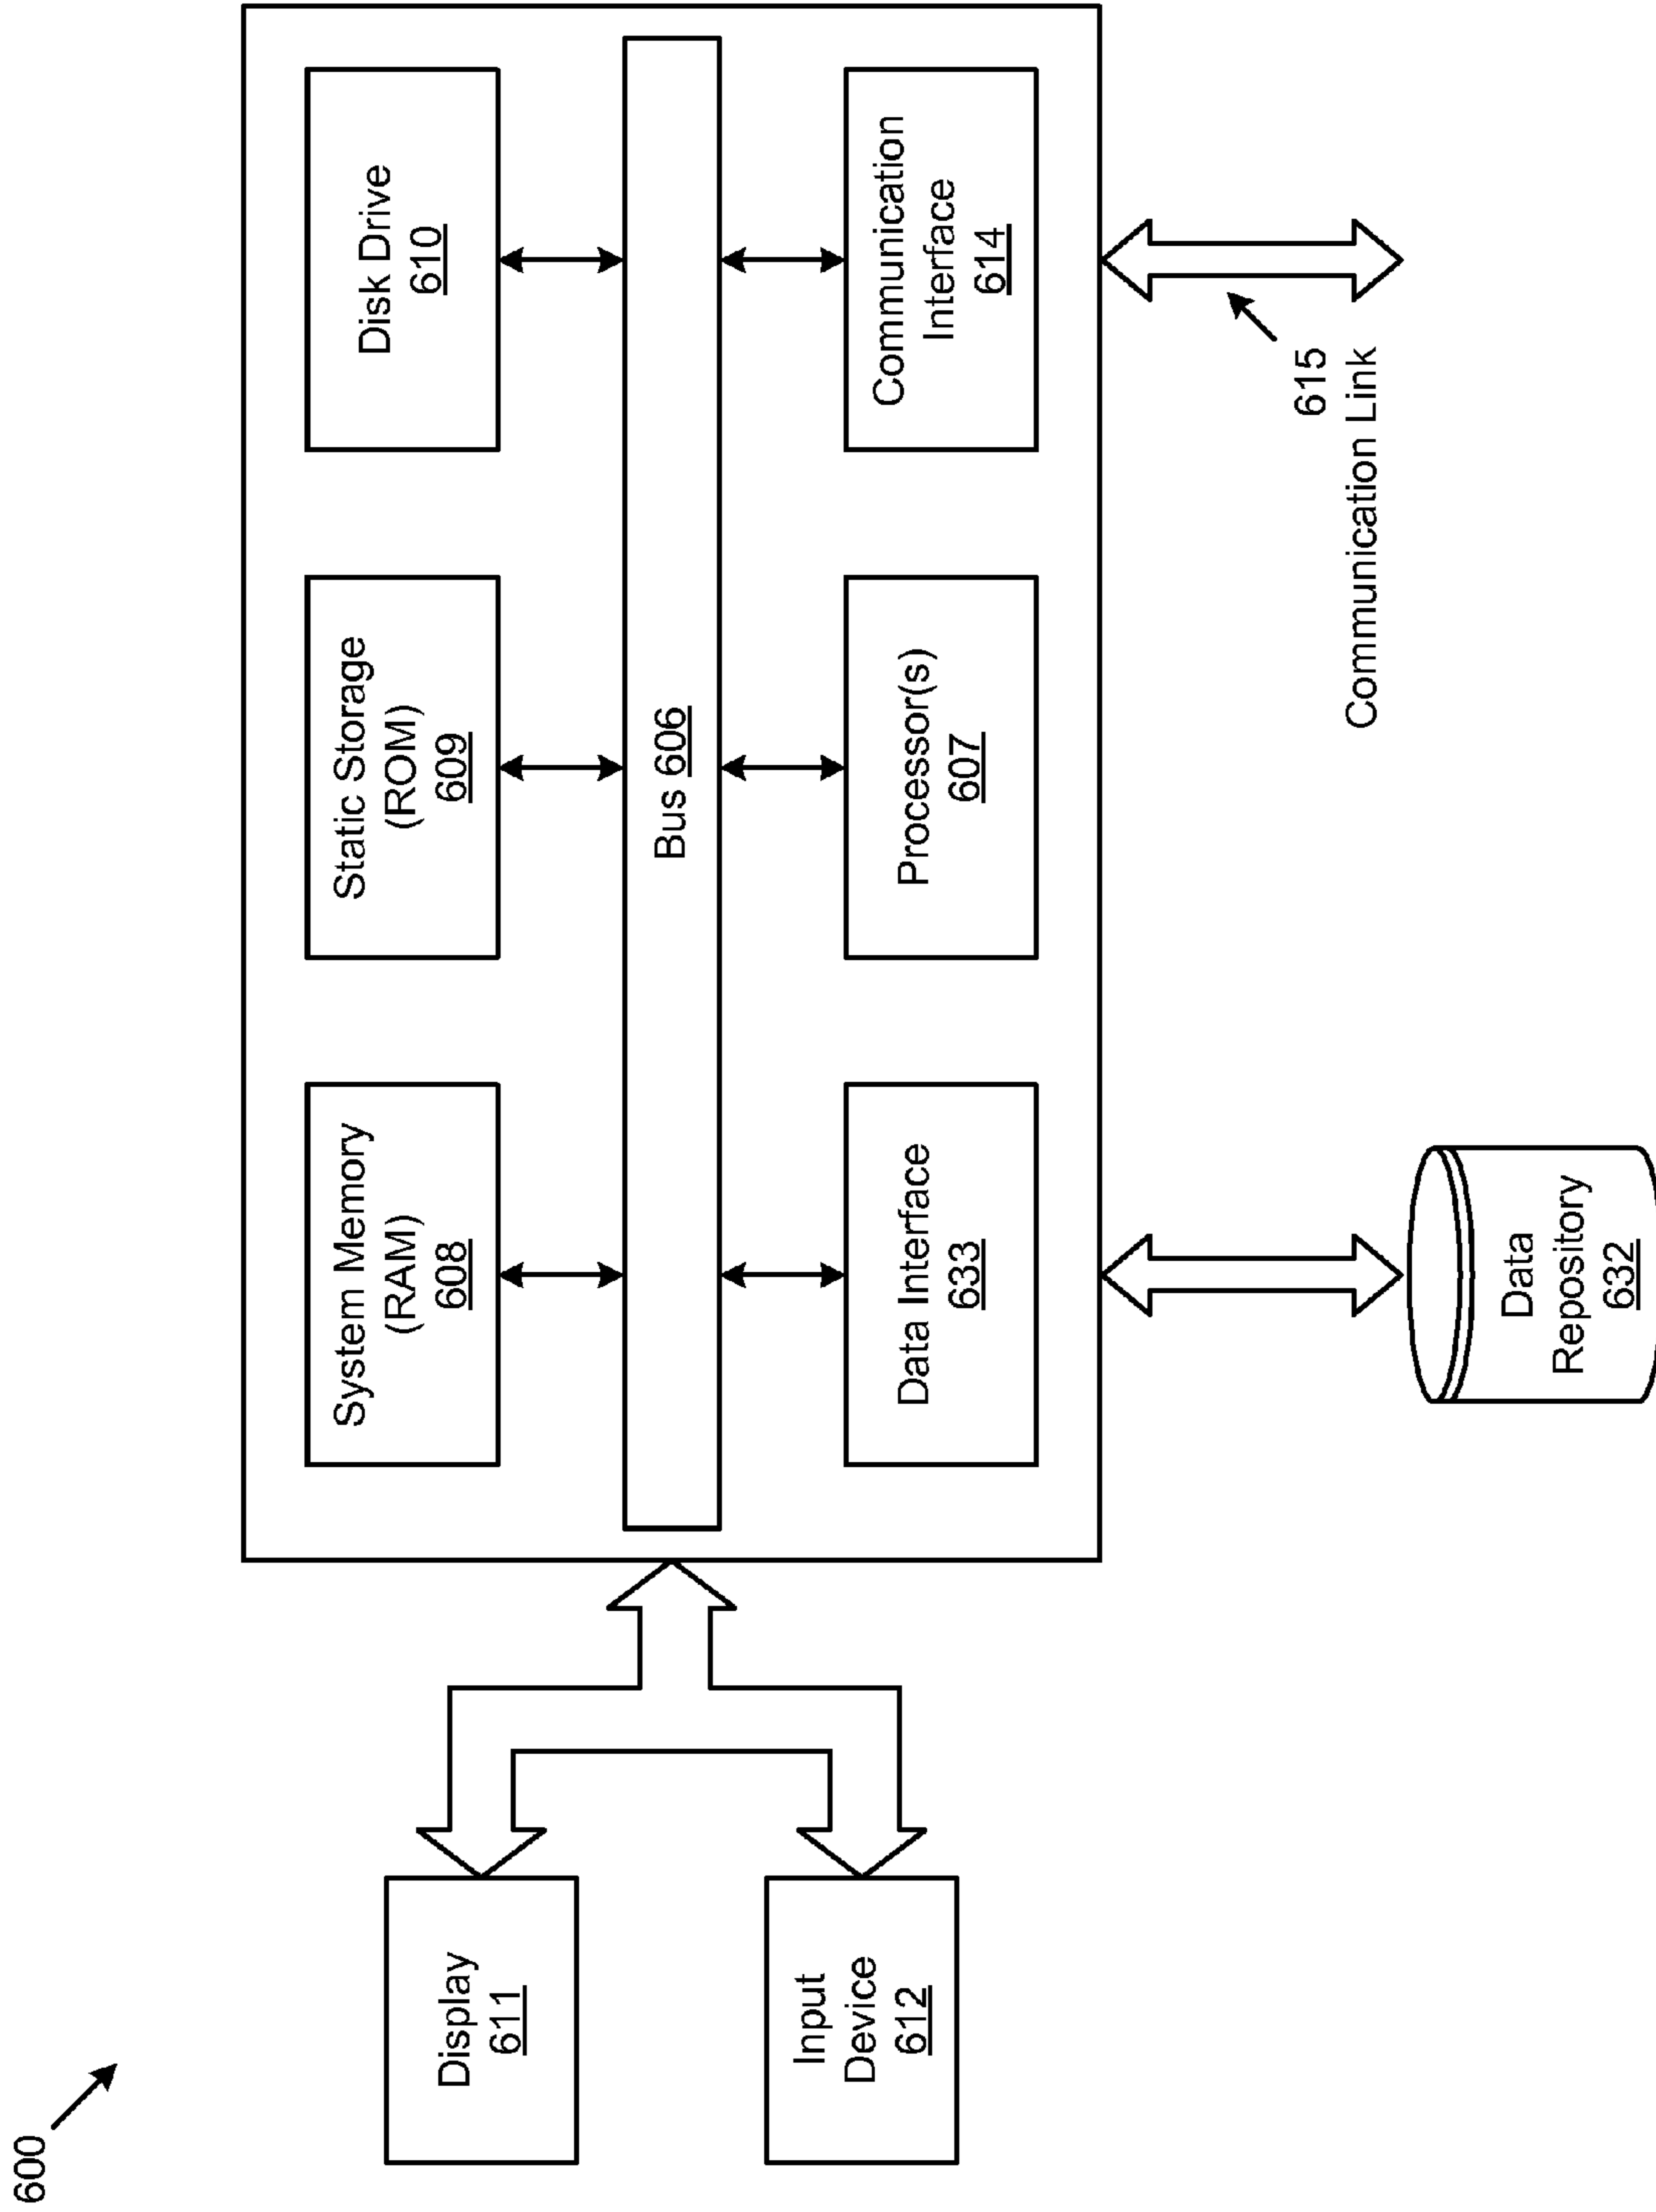 600
System Memory
(RAM)
608
Static Storage
(ROM)
609
Disk Drive
610
Display
611
Bus 606
Input
Device
612
Data Interface
633
Processor(s)
607
Communication
Interface
614
615
Communication Link
Data
Repository
632